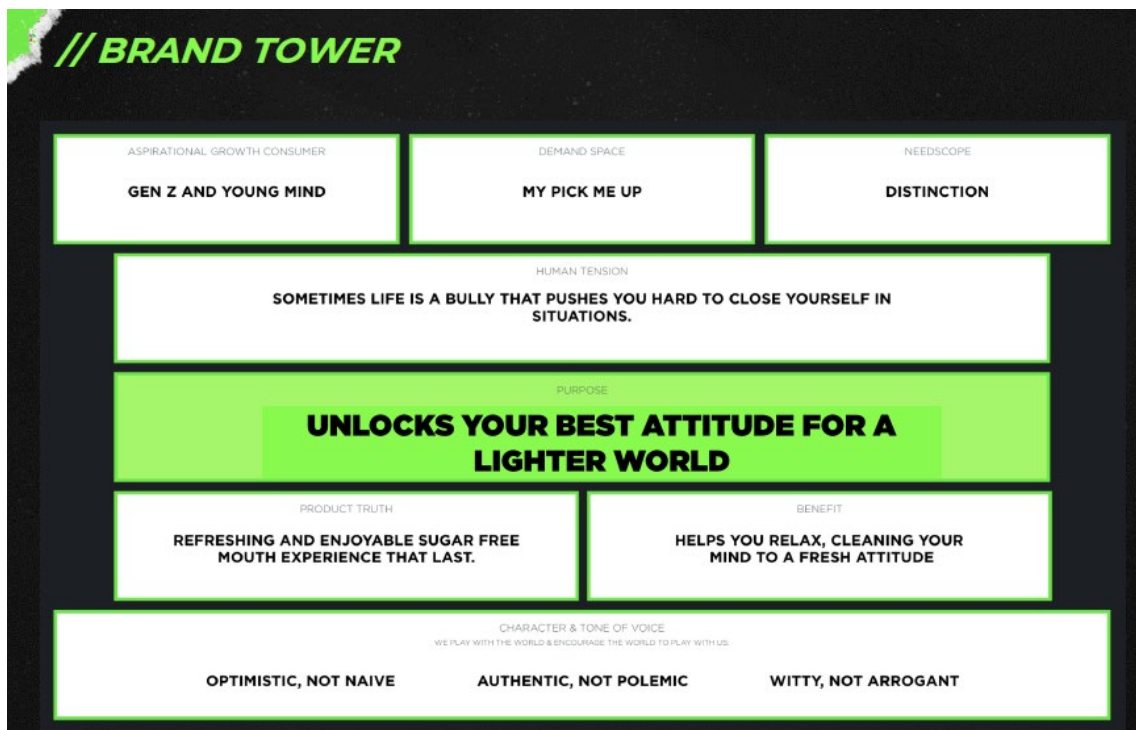 // BRAND TOWER
ASPIRATIONAL GROWTH CONSUMER
GEN Z AND YOUNG MIND
DEMAND SPACE
MY PICK ME UP
NEEDSCOPE
DISTINCTION
HUMAN TENSION
SOMETIMES LIFE IS A BULLY THAT PUSHES YOU HARD TO CLOSE YOURSELF IN
SITUATIONS.
PURPOSE
UNLOCKS YOUR BEST ATTITUDE FOR A
LIGHTER WORLD
PRODUCT TRUTH
REFRESHING AND ENJOYABLE SUGAR FREE
MOUTH EXPERIENCE THAT LAST.
BENEFIT
HELPS YOU RELAX, CLEANING YOUR
MIND TO A FRESH ATTITUDE
CHARACTER & TONE OF VOICE
WE PLAY WITH THE WORLD & ENCOURAGE THE WORLD TO PLAY WITH US.
OPTIMISTIC, NOT NAIVE
AUTHENTIC, NOT POLEMIC
WITTY, NOT ARROGANT